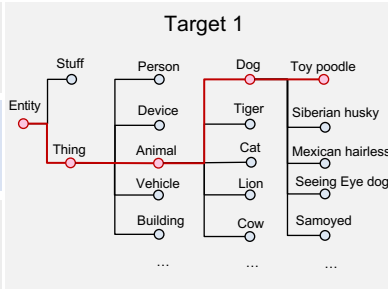 Target 1
Stuff
Person
Dog
Toy poodle
Entity
Device
Tiger
Siberian husky
Thing
Animal
Cat
Mexican hairless
Vehicle
Lion
Seeing Eye dog
Building
Cow
Samoyed
...
...
...